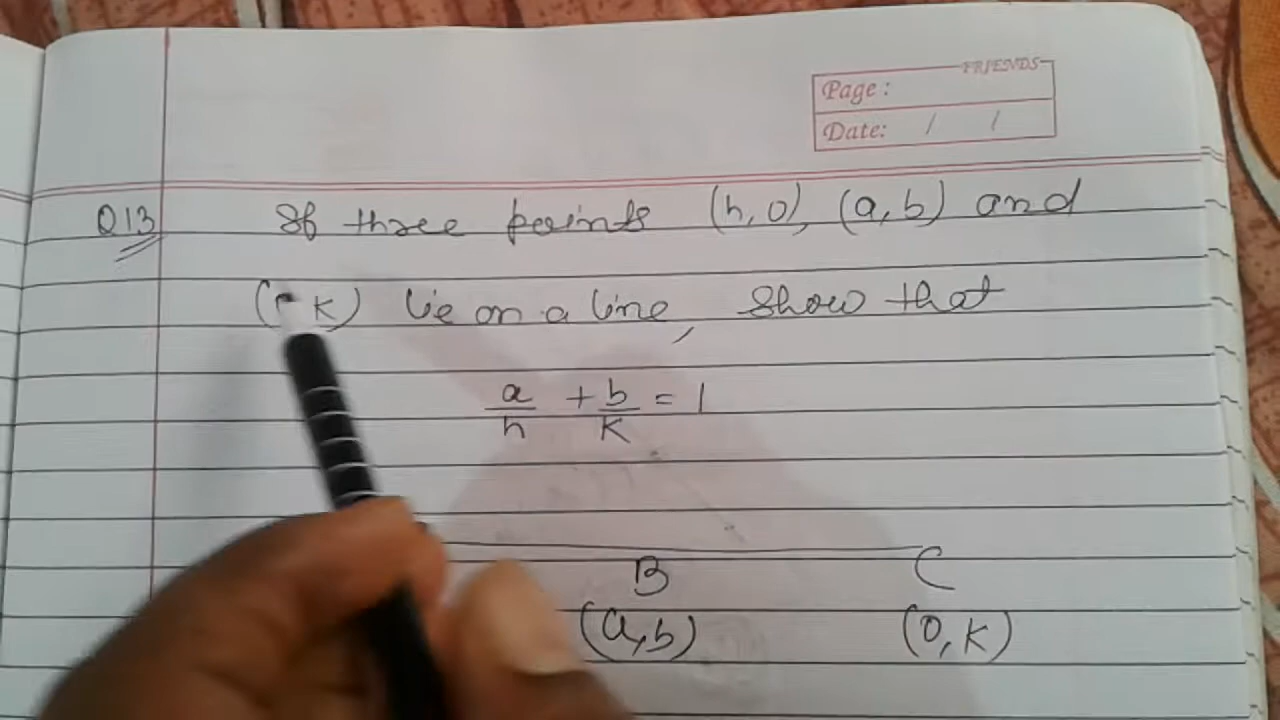 FRIENDS
Page :
Date: / /
Q13 If three points (h,0), (a,b) and
( K) lie on a line, Show that
a/h + b/K = 1
B C
(a,b) (0,K)